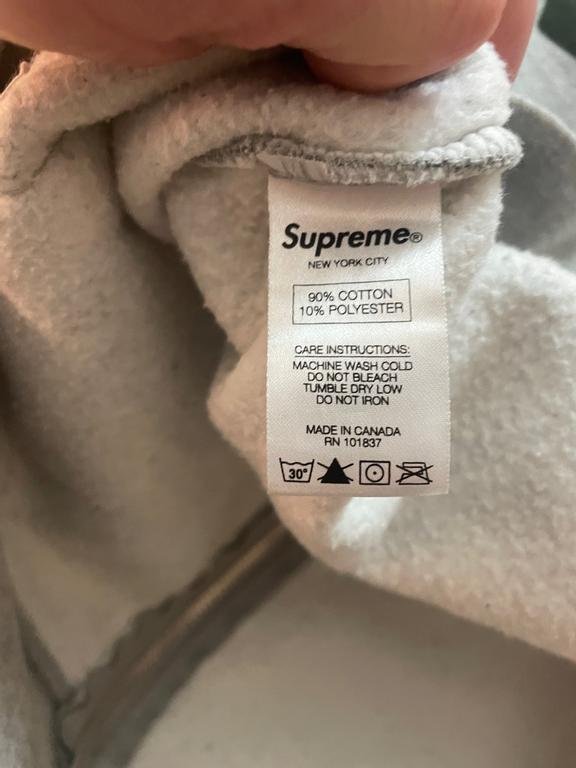 Supreme®
NEW YORK CITY
90% COTTON
10% POLYESTER
CARE INSTRUCTIONS:
MACHINE WASH COLD
DO NOT BLEACH
TUMBLE DRY LOW
DO NOT IRON
MADE IN CANADA
RN 101837
30°